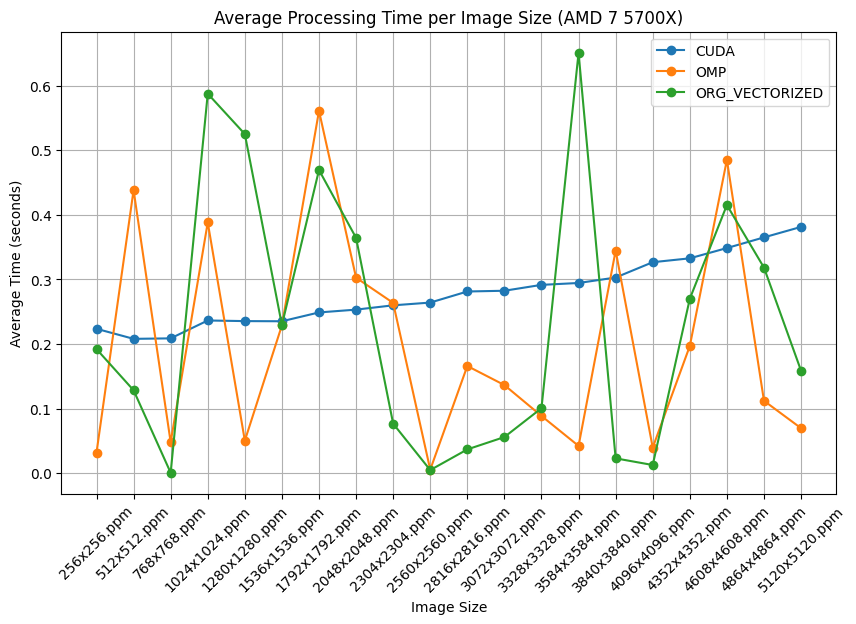 Average Processing Time per Image Size (AMD 7 5700X)
CUDA
OMP
ORG_VECTORIZED
Average Time (seconds)
0.6
0.5
0.4
0.3
0.2
0.1
0.0
256x256.ppm
512x512.ppm
768x768.ppm
1024x1024.ppm
1280x1280.ppm
1536x1536.ppm
1792x1792.ppm
2048x2048.ppm
2304x2304.ppm
2560x2560.ppm
2816x2816.ppm
3072x3072.ppm
3328x3328.ppm
3584x3584.ppm
3840x3840.ppm
4096x4096.ppm
4352x4352.ppm
4608x4608.ppm
4864x4864.ppm
5120x5120.ppm
Image Size